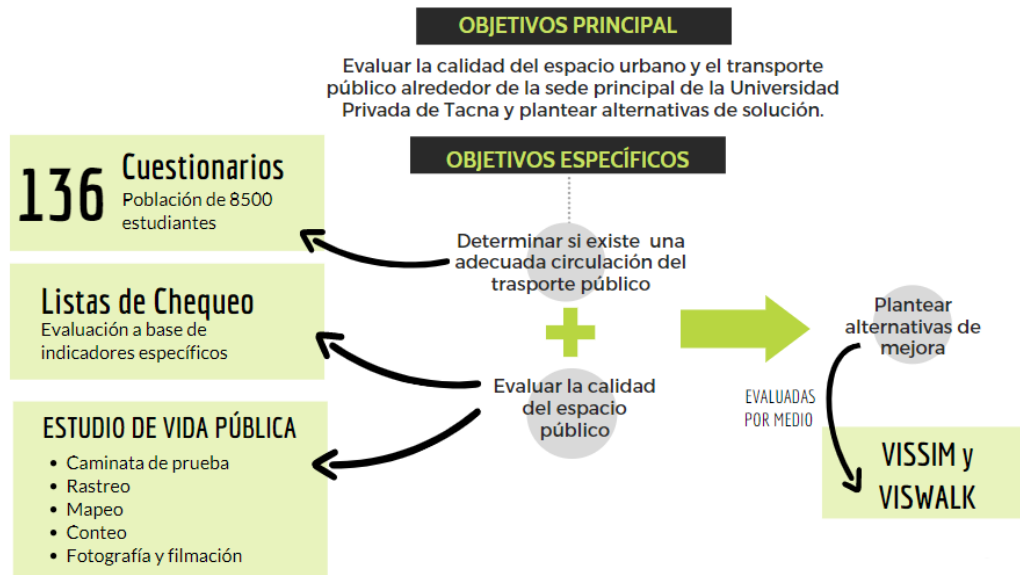 OBJETIVOS PRINCIPAL
Evaluar la calidad del espacio urbano y el transporte
público alrededor de la sede principal de la Universidad
Privada de Tacna y plantear alternativas de solución.
OBJETIVOS ESPECÍFICOS
136
Cuestionarios
Población de 8500
estudiantes
Determinar si existe una
adecuada circulación del
trasporte público
Listas de Chequeo
Evaluación a base de
indicadores específicos
Evaluar la calidad
del espacio
público
ESTUDIO DE VIDA PÚBLICA
• Caminata de prueba
• Rastreo
• Mapeo
• Conteo
• Fotografía y filmación
Plantear
alternativas de
mejora
EVALUADAS
POR MEDIO
VISSIM y
VISWALK